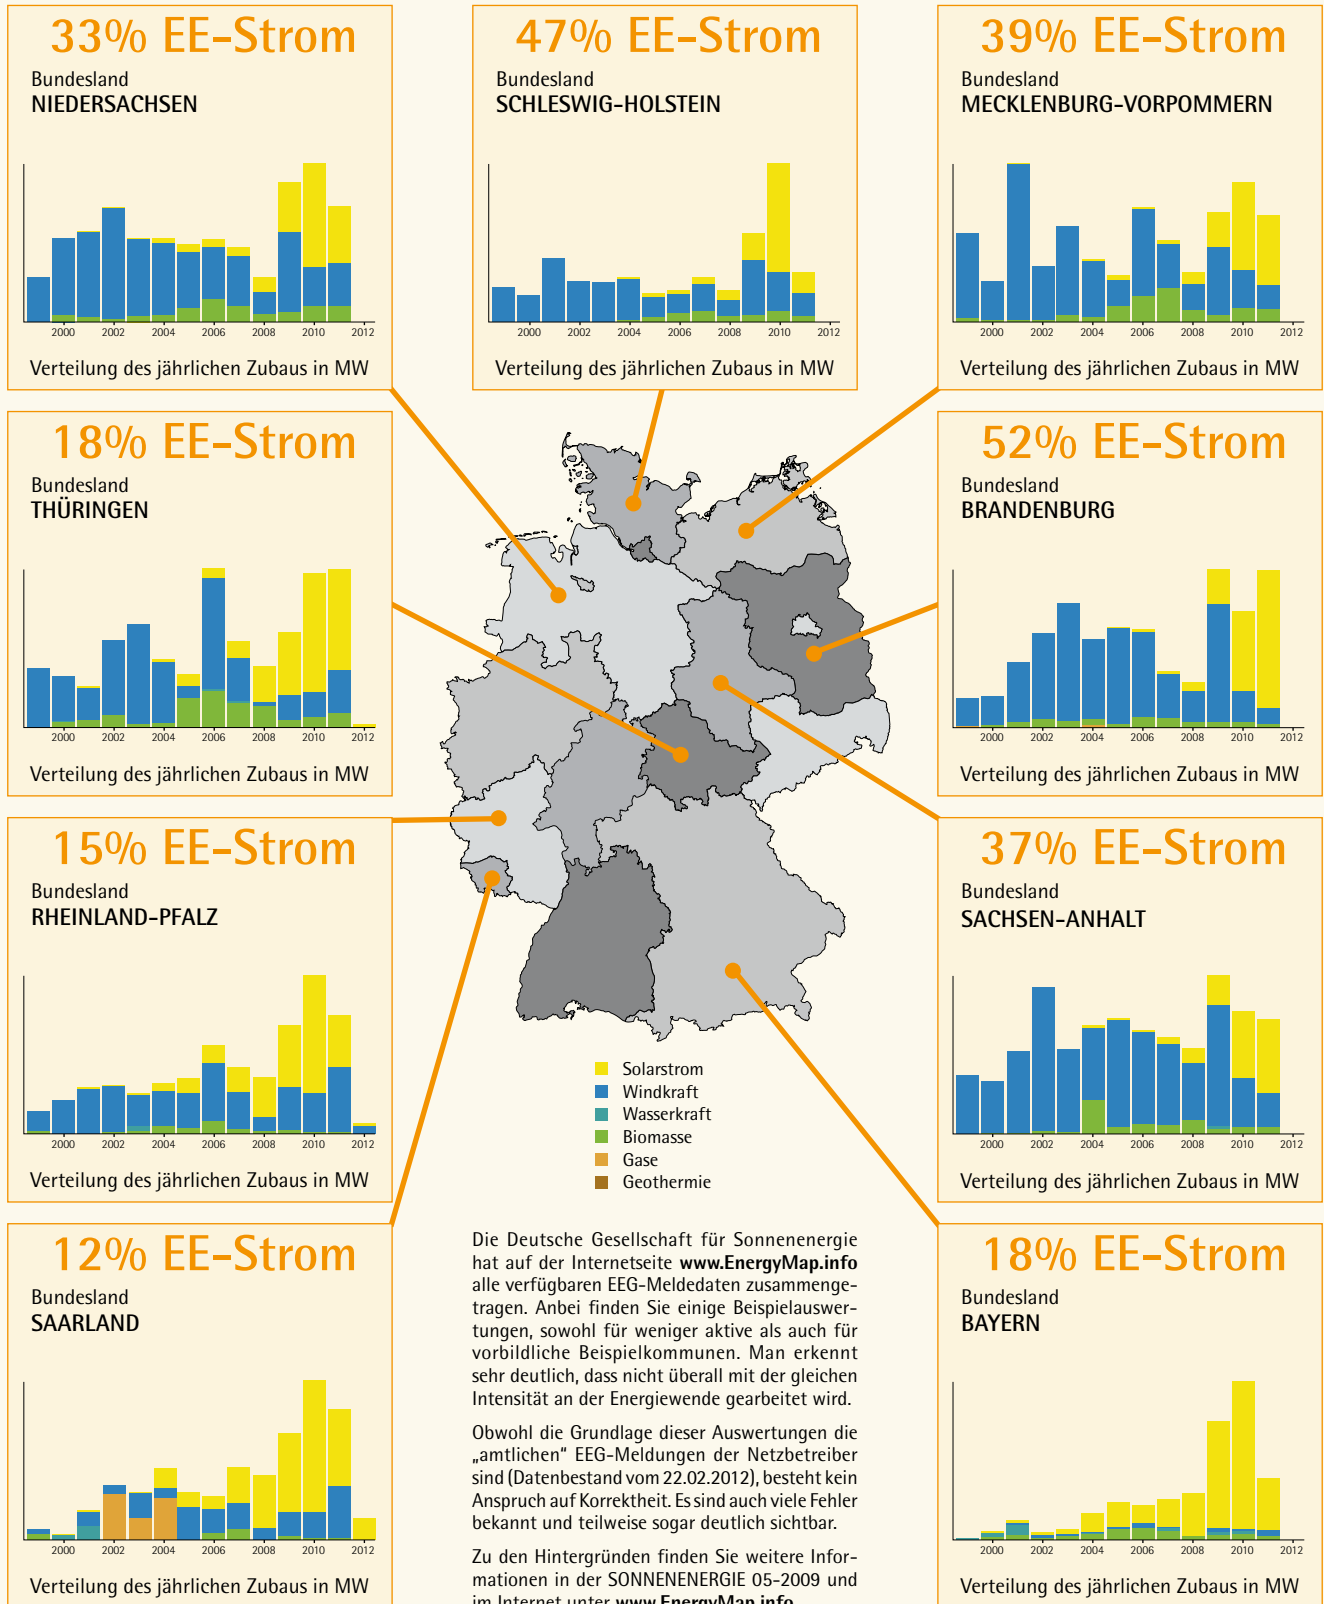 33% EE-Strom
Bundesland
NIEDERSACHSEN
2000 2002 2004 2006 2008 2010 2012
Verteilung des jährlichen Zubaus in MW
47% EE-Strom
Bundesland
SCHLESWIG-HOLSTEIN
2000 2002 2004 2006 2008 2010 2012
Verteilung des jährlichen Zubaus in MW
39% EE-Strom
Bundesland
MECKLENBURG-VORPOMMERN
2000 2002 2004 2006 2008 2010 2012
Verteilung des jährlichen Zubaus in MW
18% EE-Strom
Bundesland
THÜRINGEN
2000 2002 2004 2006 2008 2010 2012
Verteilung des jährlichen Zubaus in MW
52% EE-Strom
Bundesland
BRANDENBURG
2000 2002 2004 2006 2008 2010 2012
Verteilung des jährlichen Zubaus in MW
15% EE-Strom
Bundesland
RHEINLAND-PFALZ
2000 2002 2004 2006 2008 2010 2012
Verteilung des jährlichen Zubaus in MW
37% EE-Strom
Bundesland
SACHSEN-ANHALT
2000 2002 2004 2006 2008 2010 2012
Verteilung des jährlichen Zubaus in MW
Solarstrom
Windkraft
Wasserkraft
Biomasse
Gase
Geothermie
12% EE-Strom
Bundesland
SAARLAND
2000 2002 2004 2006 2008 2010 2012
Verteilung des jährlichen Zubaus in MW
Die Deutsche Gesellschaft für Sonnenenergie
hat auf der Internetseite www.EnergyMap.info
alle verfügbaren EEG-Meldedaten zusammenge-
tragen. Anbei finden Sie einige Beispielauswer-
tungen, sowohl für weniger aktive als auch für
vorbildliche Beispielkommunen. Man erkennt
sehr deutlich, dass nicht überall mit der gleichen
Intensität an der Energiewende gearbeitet wird.
Obwohl die Grundlage dieser Auswertungen die
„amtlichen“ EEG-Meldungen der Netzbetreiber
sind (Datenbestand vom 22.02.2012), besteht kein
Anspruch auf Korrektheit. Es sind auch viele Fehler
bekannt und teilweise sogar deutlich sichtbar.
Zu den Hintergründen finden Sie weitere Infor-
mationen in der SONNENENERGIE 05-2009 und
im Internet unter www.EnergyMap.info
18% EE-Strom
Bundesland
BAYERN
2000 2002 2004 2006 2008 2010 2012
Verteilung des jährlichen Zubaus in MW